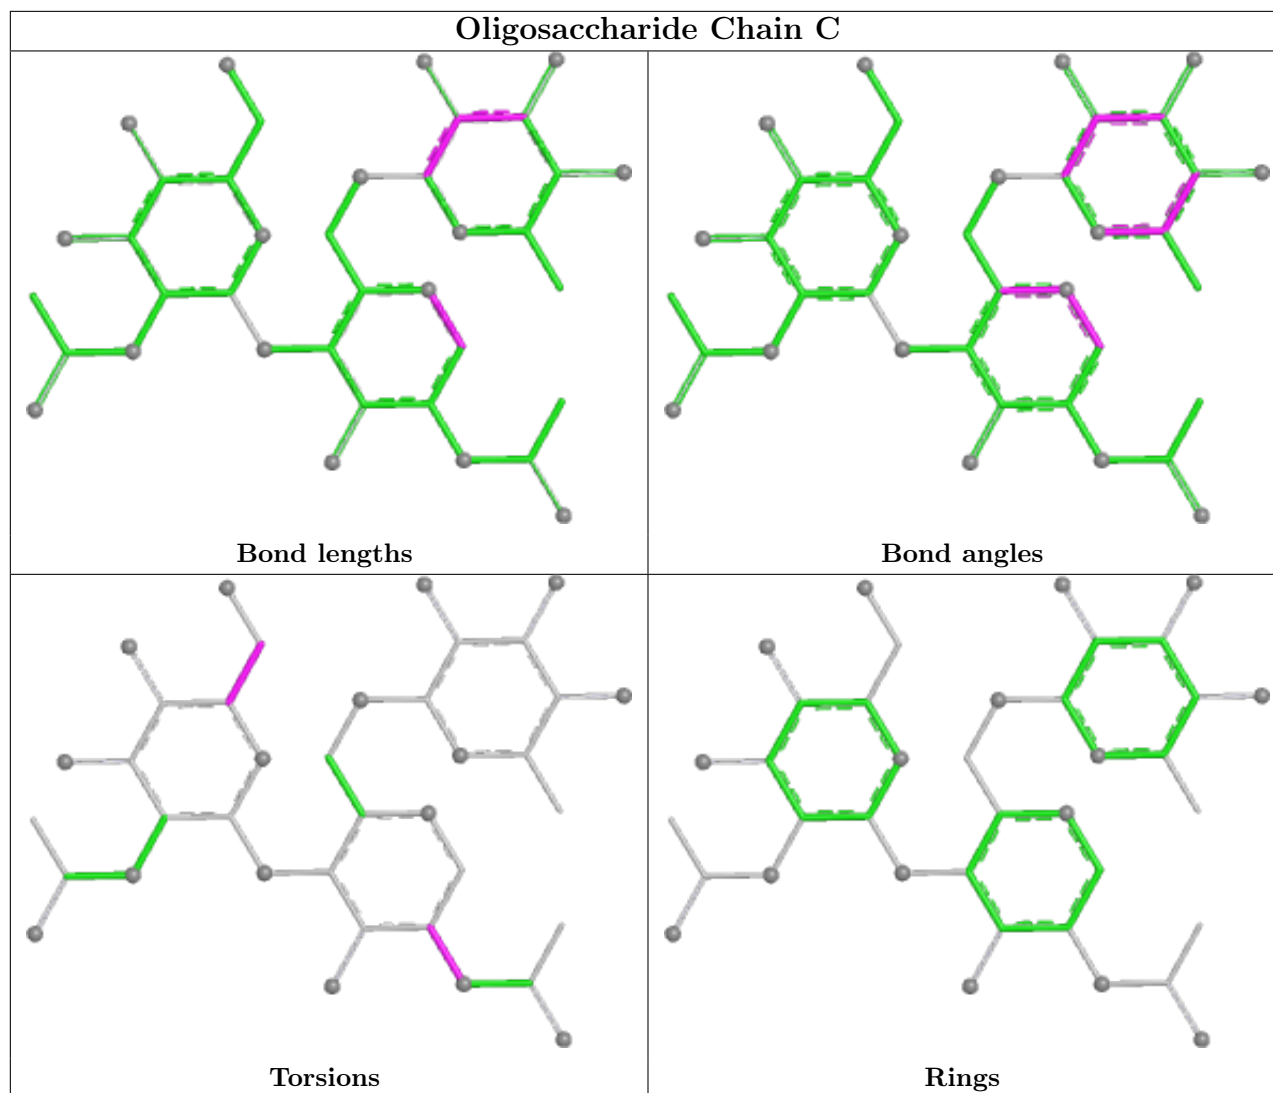 Oligosaccharide Chain C
Bond lengths
Bond angles
Torsions
Rings